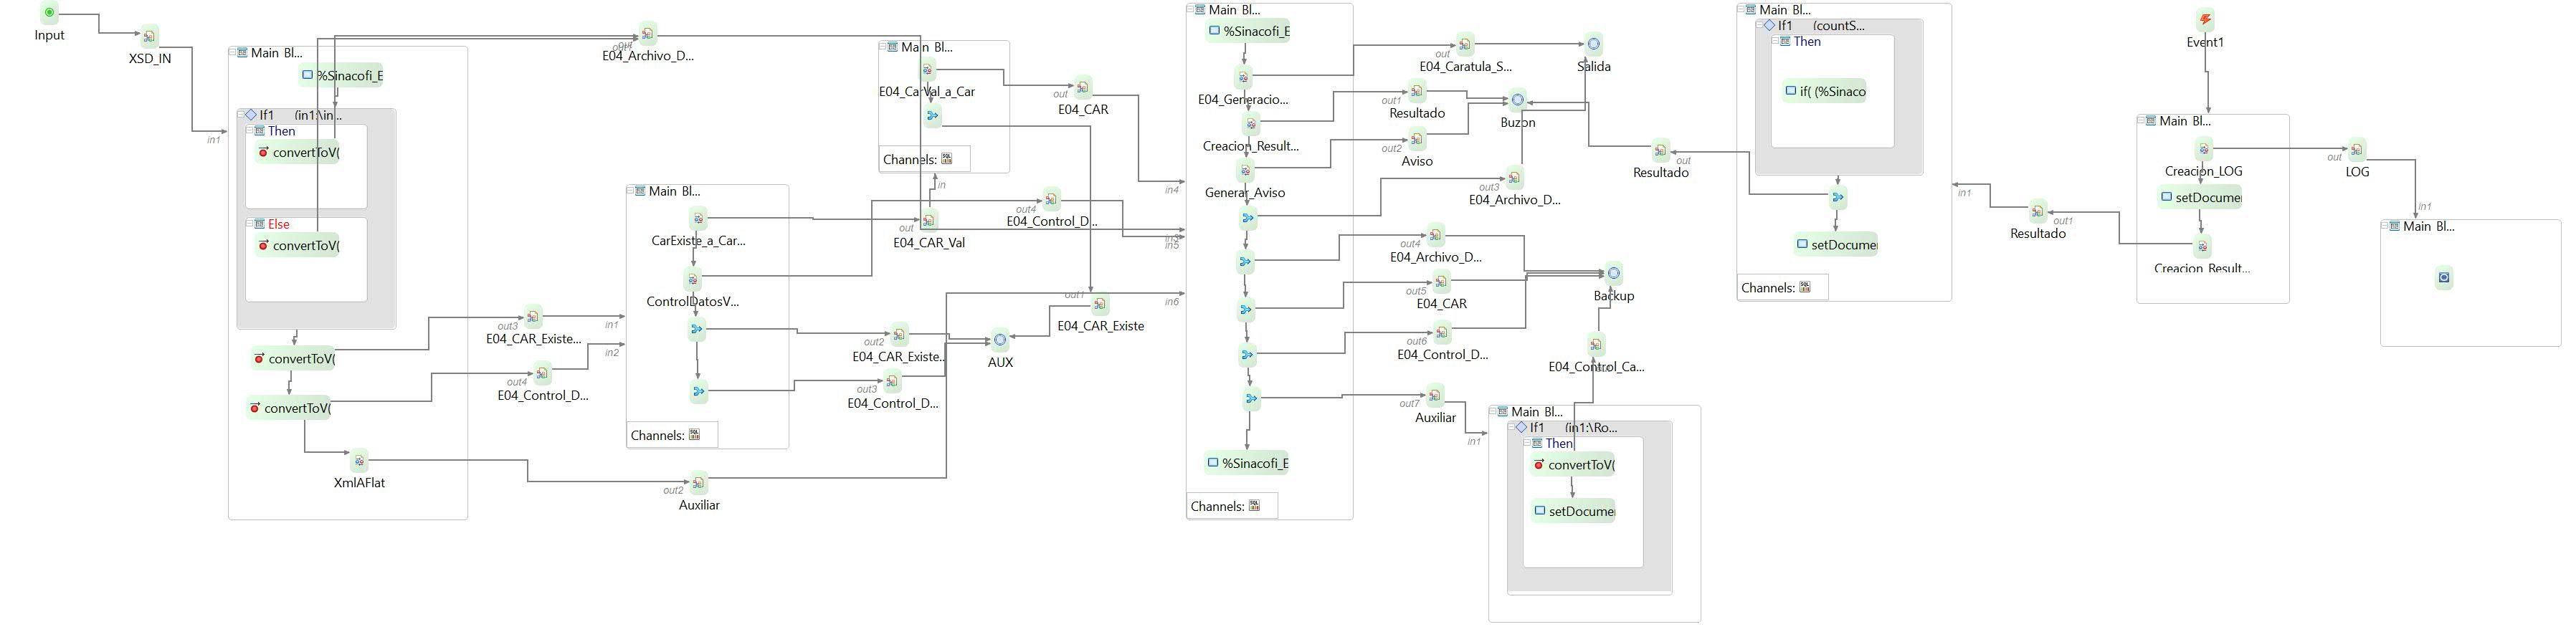 Input
XSD_IN
in1
Main Bl...
%Sinacofi_E
If1 (in1:\in...
Then
convertToV(
Else
convertToV(
convertToV(
convertToV(
XmlAFlat
E04_Archivo_D...
out3
E04_CAR_Existe...
in1
out4
E04_Control_D...
in2
out2
Auxiliar
Main Bl...
CarExiste_a_Car...
ControlDatosV...
Channels:
out
E04_CAR_Val
in
out2
E04_CAR_Existe...
out3
E04_Control_D...
AUX
Main Bl...
E04_CarVal_a_Car
Channels:
out
E04_CAR
out4
E04_Control_D...
out1
E04_CAR_Existe
in4
in5
in6
Main Bl...
%Sinacofi_E
E04_Generacio...
Creacion_Result...
Generar_Aviso
%Sinacofi_E
Channels:
out
E04_Caratula_S...
Salida
out1
Resultado
Buzon
out2
Aviso
out3
E04_Archivo_D...
out4
E04_Archivo_D...
out5
E04_CAR
Backup
out6
E04_Control_D...
E04_Control_Ca...
out7
Auxiliar
in1
Main Bl...
If1 (in1:\Ro...
Then
convertToV(
setDocume
out
Resultado
Main Bl...
If1 (countS...
Then
if( (%Sinaco
setDocume
Channels:
in1
out1
Resultado
Event1
Main Bl...
Creacion_LOG
setDocume
Creacion_Result...
out
LOG
in1
Main Bl...